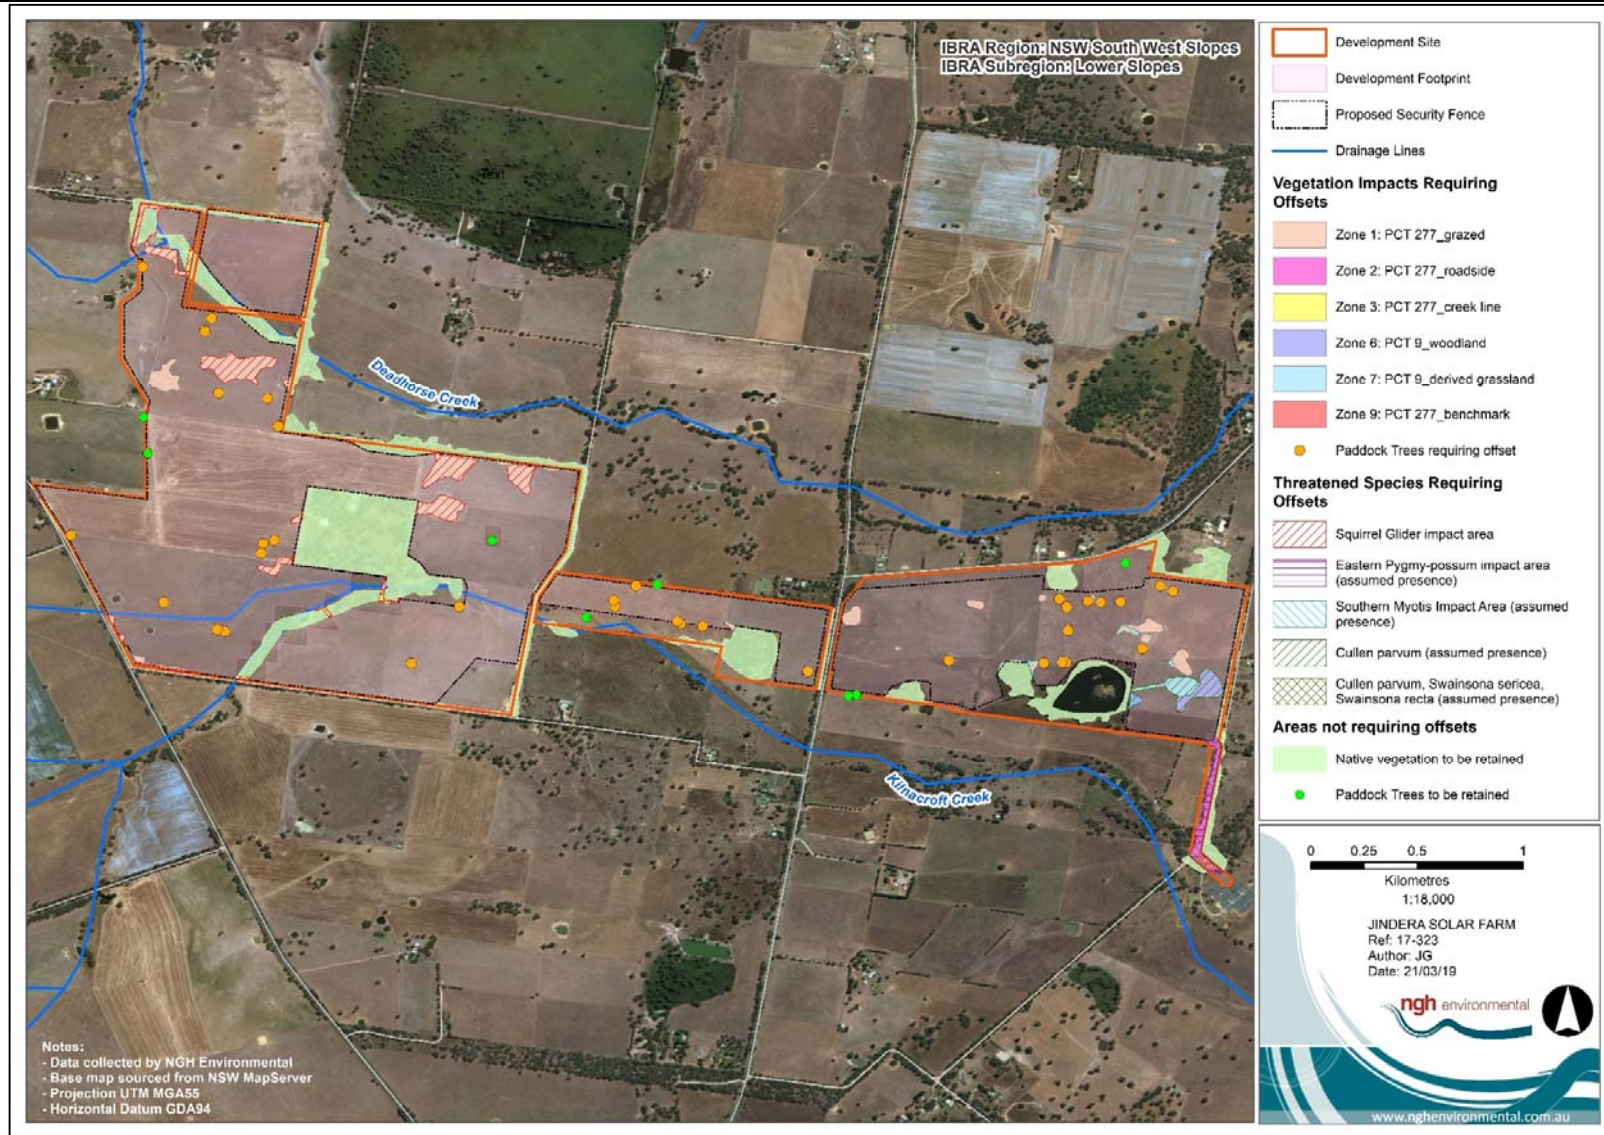 IBRA Region: NSW South West Slopes
IBRA Subregion: Lower Slopes
Text
Deadhorse Creek
Kilnacroft Creek
Notes:
- Data collected by NGH Environmental
- Base map sourced from NSW MapServer
- Projection UTM MGA55
- Horizontal Datum GDA94
Development Site
Development Footprint
Proposed Security Fence
Drainage Lines
Vegetation Impacts Requiring
Offsets
Zone 1: PCT 277_grazed
Zone 2: PCT 277_roadside
Zone 3: PCT 277_creek line
Zone 6: PCT 9_woodland
Zone 7: PCT 9_derived grassland
Zone 9: PCT 277_benchmark
Paddock Trees requiring offset
Threatened Species Requiring
Offsets
Squirrel Glider impact area
Eastern Pygmy-possum impact area
(assumed presence)
Southern Myotis Impact Area (assumed
presence)
Cullen parvum (assumed presence)
Cullen parvum, Swainsona sericea,
Swainsona recta (assumed presence)
Areas not requiring offsets
Native vegetation to be retained
Paddock Trees to be retained
0 0.25 0.5 1
Kilometres
1:18,000
JINDERA SOLAR FARM
Ref: 17-323
Author: JG
Date: 21/03/19
ngh environmental
www.nghenvironmental.com.au